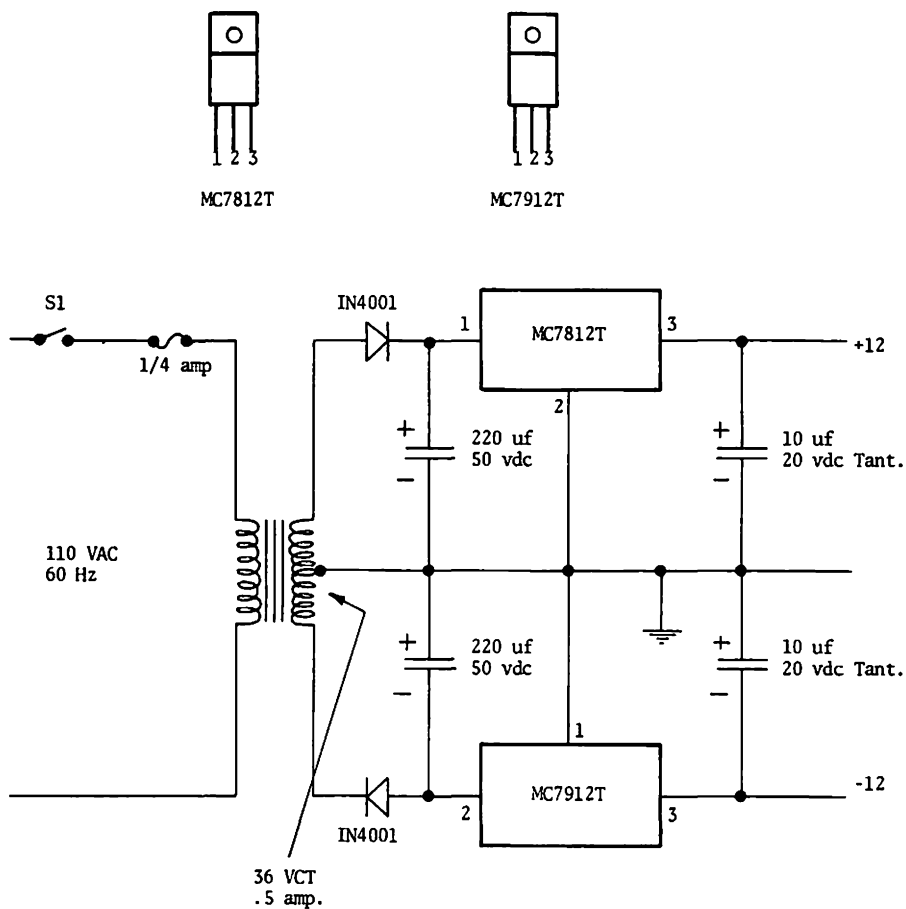 1 2 3
MC7812T
1 2 3
MC7912T
S1
1/4 amp
IN4001
1
MC7812T
3
2
+12
+
220 uf
50 vdc
−
+
10 uf
20 vdc Tant.
−
110 VAC
60 Hz
+
220 uf
50 vdc
−
+
10 uf
20 vdc Tant.
−
1
MC7912T
2
3
-12
IN4001
36 VCT
.5 amp.